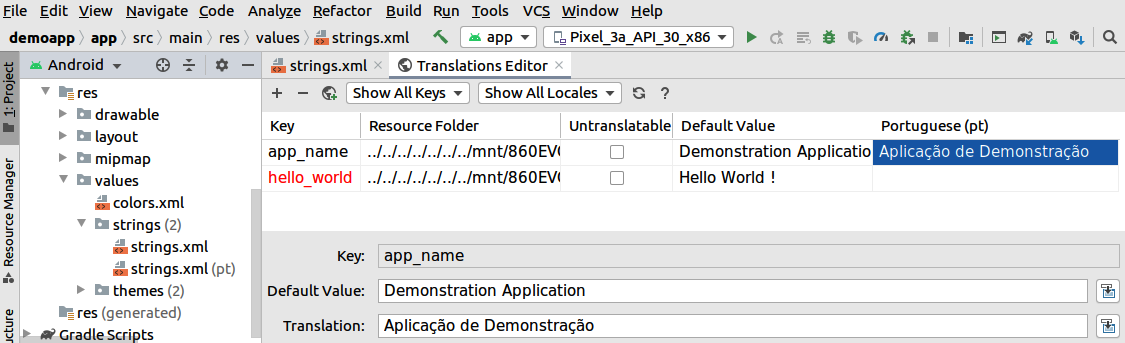 File Edit View Navigate Code Analyze Refactor Build Run Tools VCS Window Help
demoapp app src main res values strings.xml app Pixel_3a_API_30_x86
1: Project
Resource Manager
Android
res
drawable
layout
mipmap
values
colors.xml
strings (2)
strings.xml
strings.xml (pt)
themes (2)
res (generated)
Gradle Scripts
strings.xml Translations Editor
Show All Keys Show All Locales ?
Key Resource Folder Untranslatable Default Value Portuguese (pt)
app_name ../../../../../../../mnt/860EVO Demonstration Application Aplicação de Demonstração
hello_world ../../../../../../../mnt/860EVO Hello World !
Key: app_name
Default Value: Demonstration Application
Translation: Aplicação de Demonstração